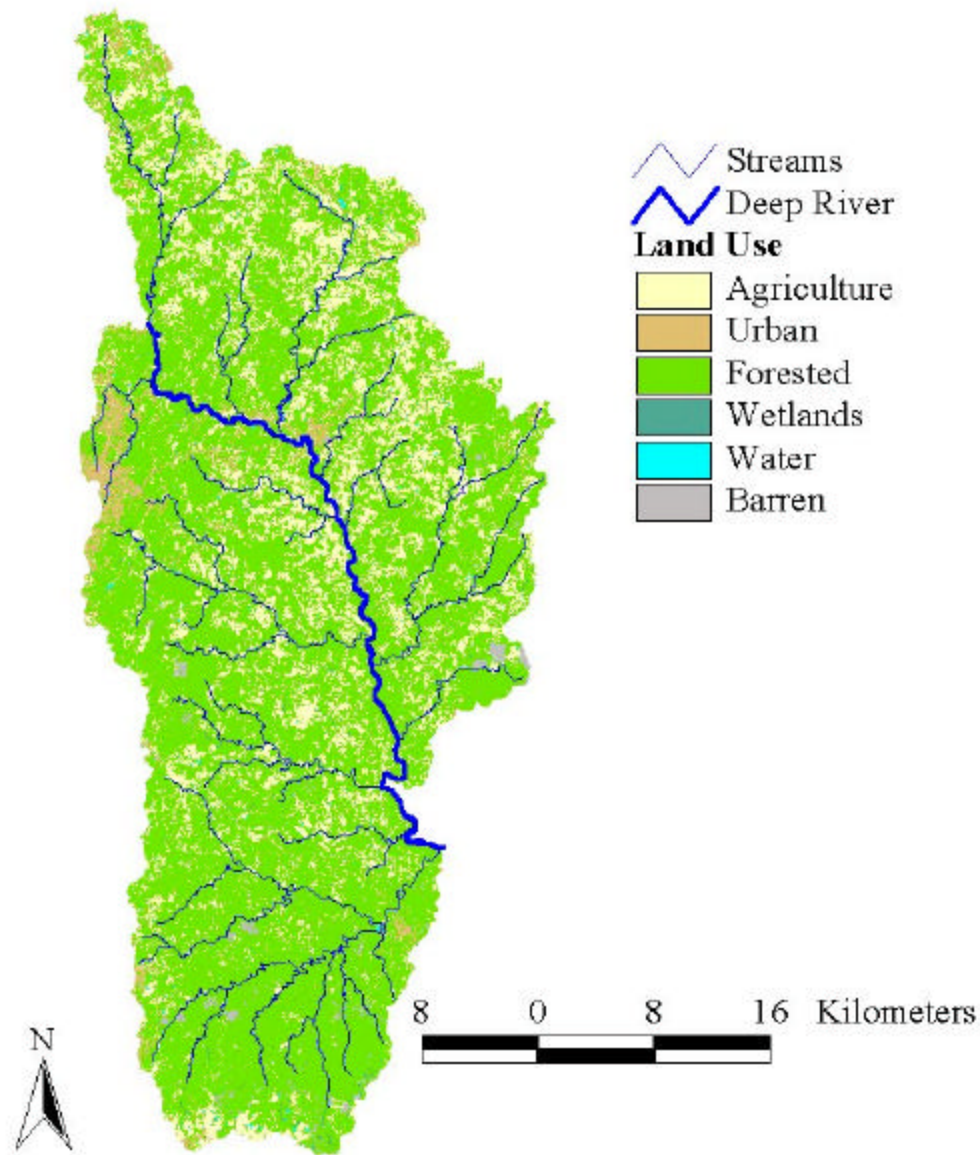 Streams
Deep River
Land Use
Agriculture
Urban
Forested
Wetlands
Water
Barren
8 0 8 16 Kilometers
N